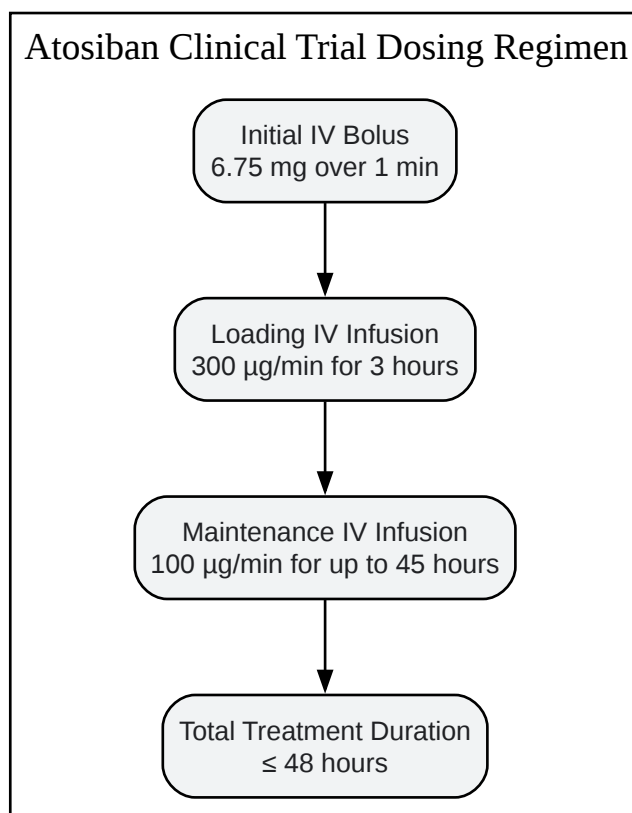 Atosiban Clinical Trial Dosing Regimen
Initial IV Bolus
6.75 mg over 1 min
Loading IV Infusion
300 µg/min for 3 hours
Maintenance IV Infusion
100 µg/min for up to 45 hours
Total Treatment Duration
≤ 48 hours